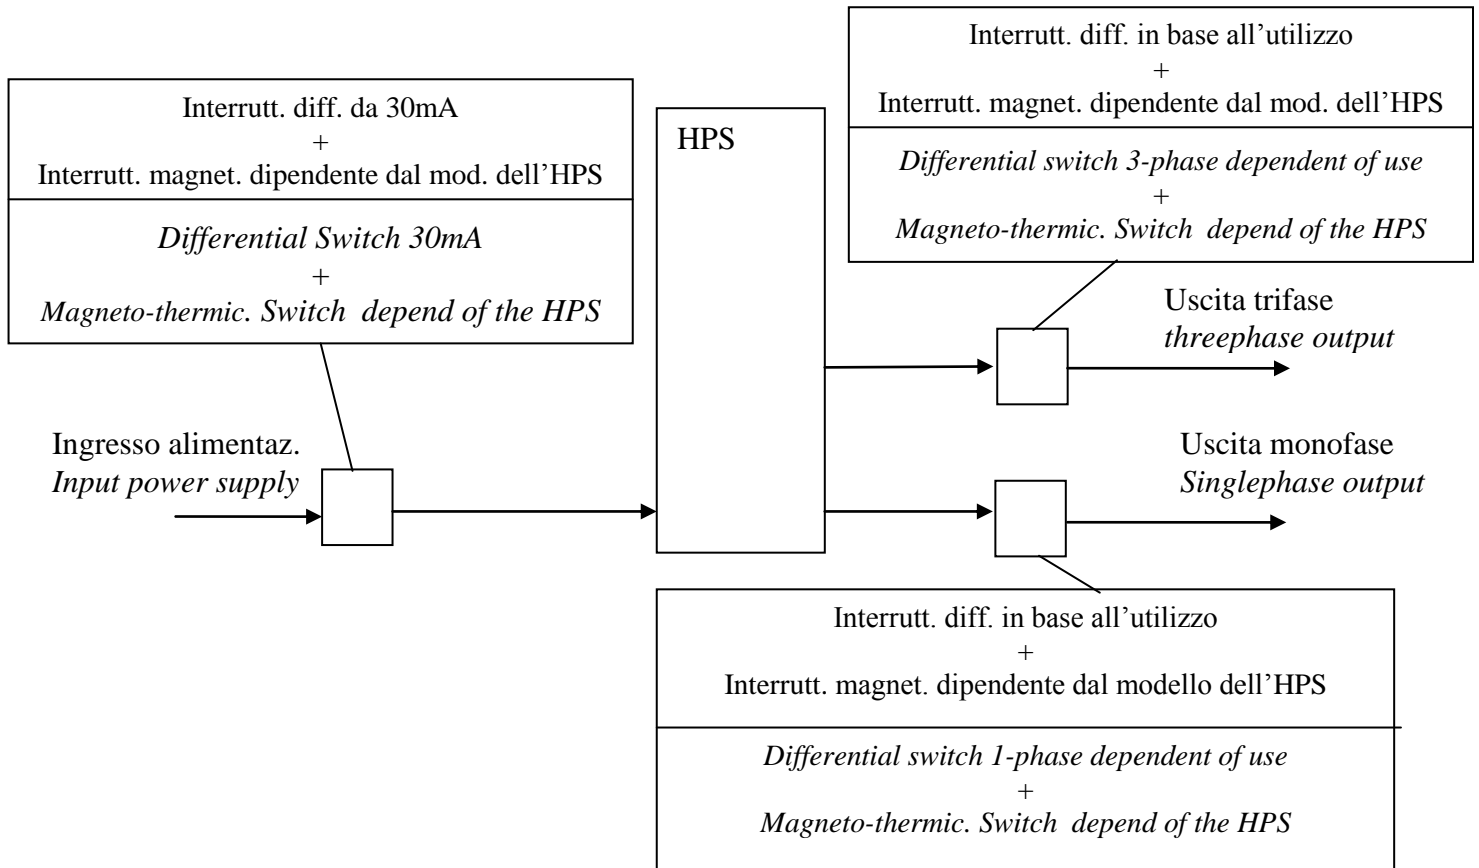 Interrutt. diff. da 30mA
+
Interrutt. magnet. dipendente dal mod. dell’HPS
Differential Switch 30mA
+
Magneto-thermic. Switch depend of the HPS
HPS
Interrutt. diff. in base all’utilizzo
+
Interrutt. magnet. dipendente dal mod. dell’HPS
Differential switch 3-phase dependent of use
+
Magneto-thermic. Switch depend of the HPS
Uscita trifase
threephase output
Ingresso alimentaz.
Input power supply
Uscita monofase
Singlephase output
Interrutt. diff. in base all’utilizzo
+
Interrutt. magnet. dipendente dal modello dell’HPS
Differential switch 1-phase dependent of use
+
Magneto-thermic. Switch depend of the HPS